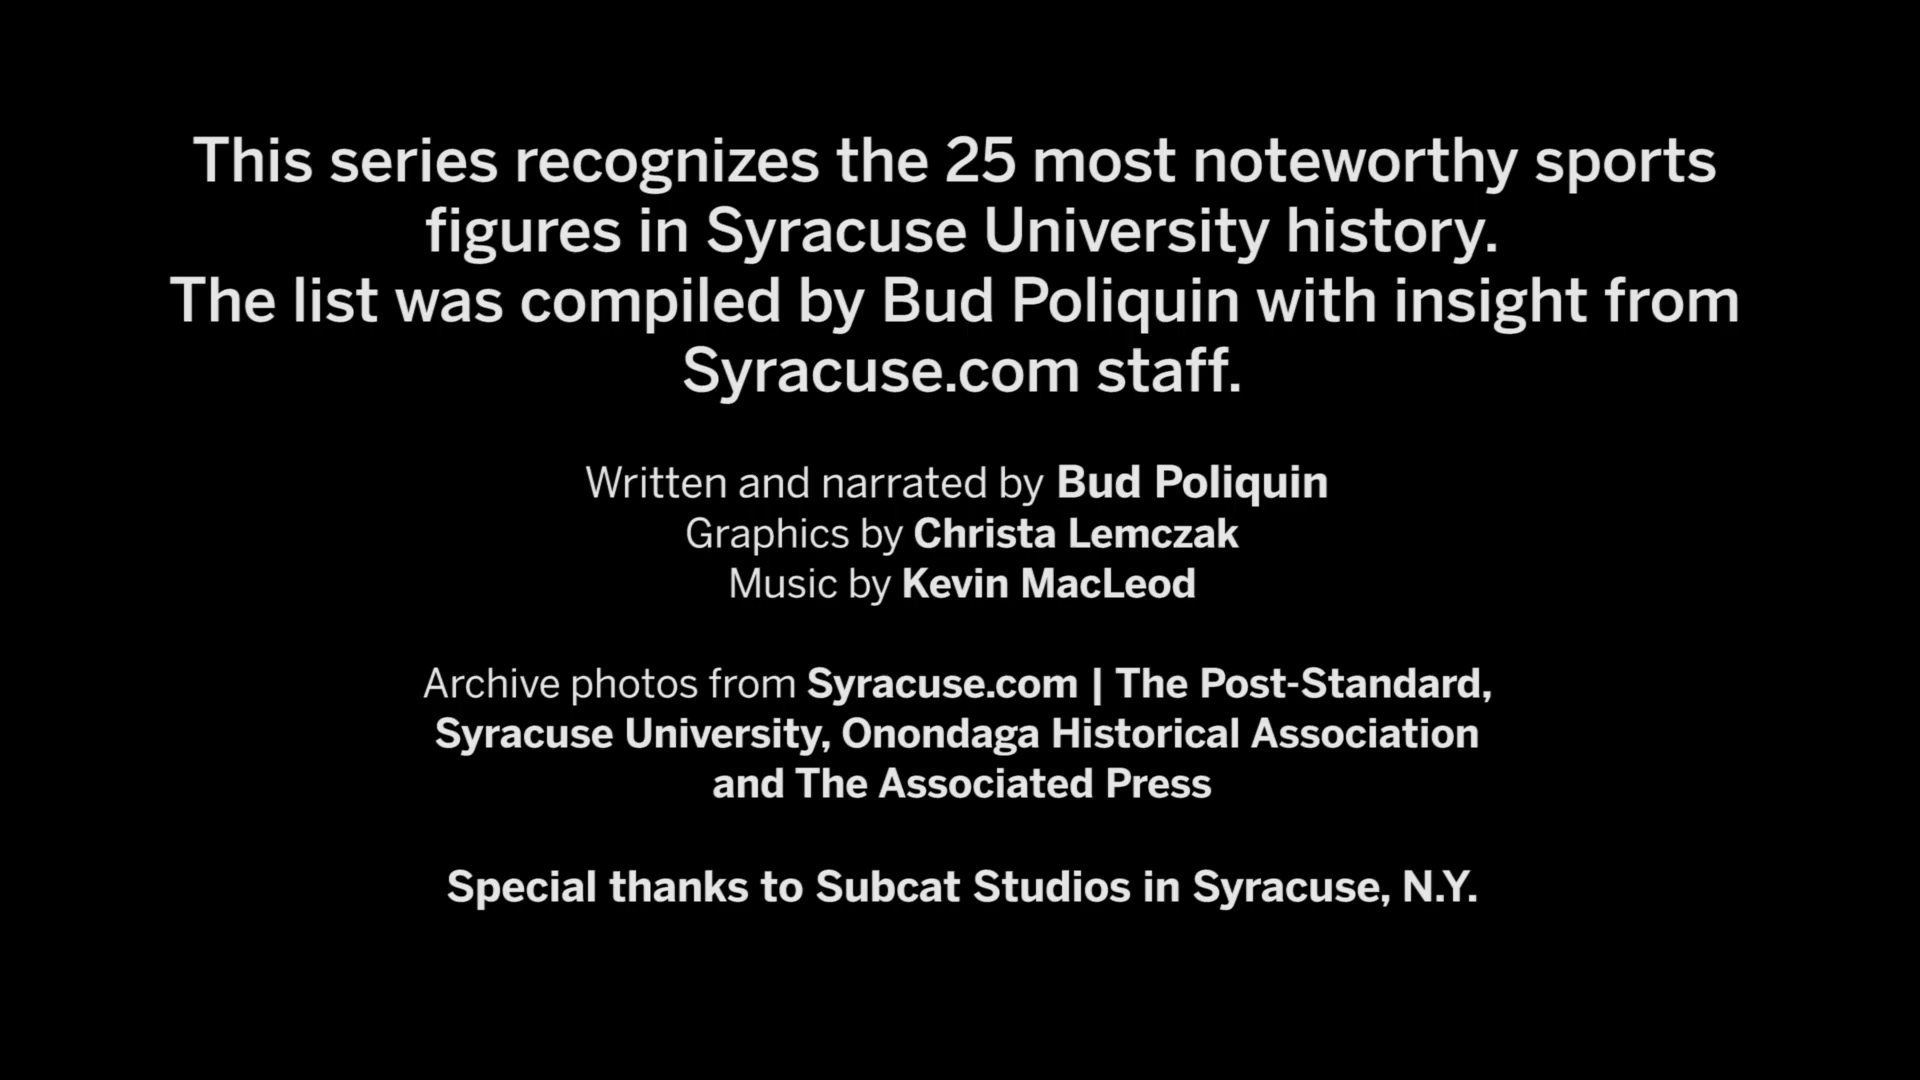 This series recognizes the 25 most noteworthy sports
figures in Syracuse University history.
The list was compiled by Bud Poliquin with insight from
Syracuse.com staff.
Written and narrated by Bud Poliquin
Graphics by Christa Lemczak
Music by Kevin MacLeod
Archive photos from Syracuse.com | The Post-Standard,
Syracuse University, Onondaga Historical Association
and The Associated Press
Special thanks to Subcat Studios in Syracuse, N.Y.